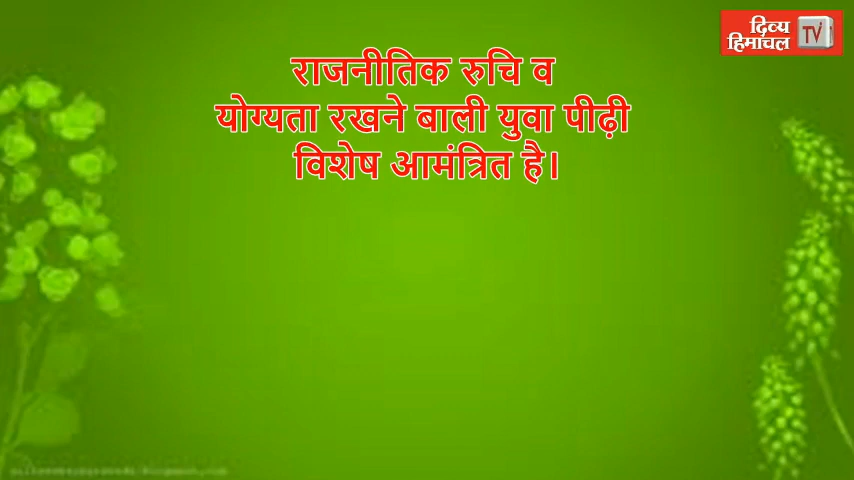 दिव्य
हिमाचल TV
राजनीतिक रुचि व
योग्यता रखने बाली युवा पीढ़ी
विशेष आमंत्रित है।